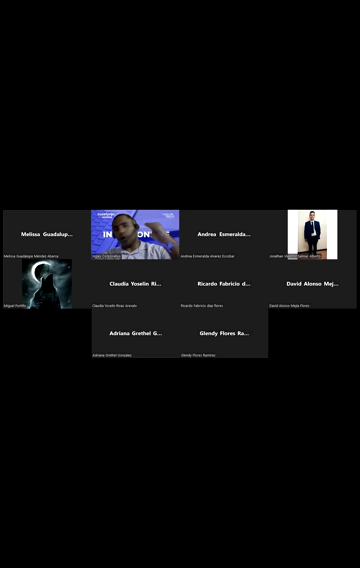 Melissa Guadalup...
Andrea Esmeralda...
Melissa Guadalupe Méndez Abarca
Andrea Esmeralda Alvarez Escobar
Claudia Yoselin Ri...
Ricardo Fabricio d...
David Alonso Mej...
Miguel Portillo
Claudia Yoselin Rivas Arevalo
Ricardo Fabricio diaz flores
David Alonso Mejia Flores
Adriana Grethel G...
Glendy Flores Ra...
Adriana Grethel Gonzalez
Glendy Flores Ramirez